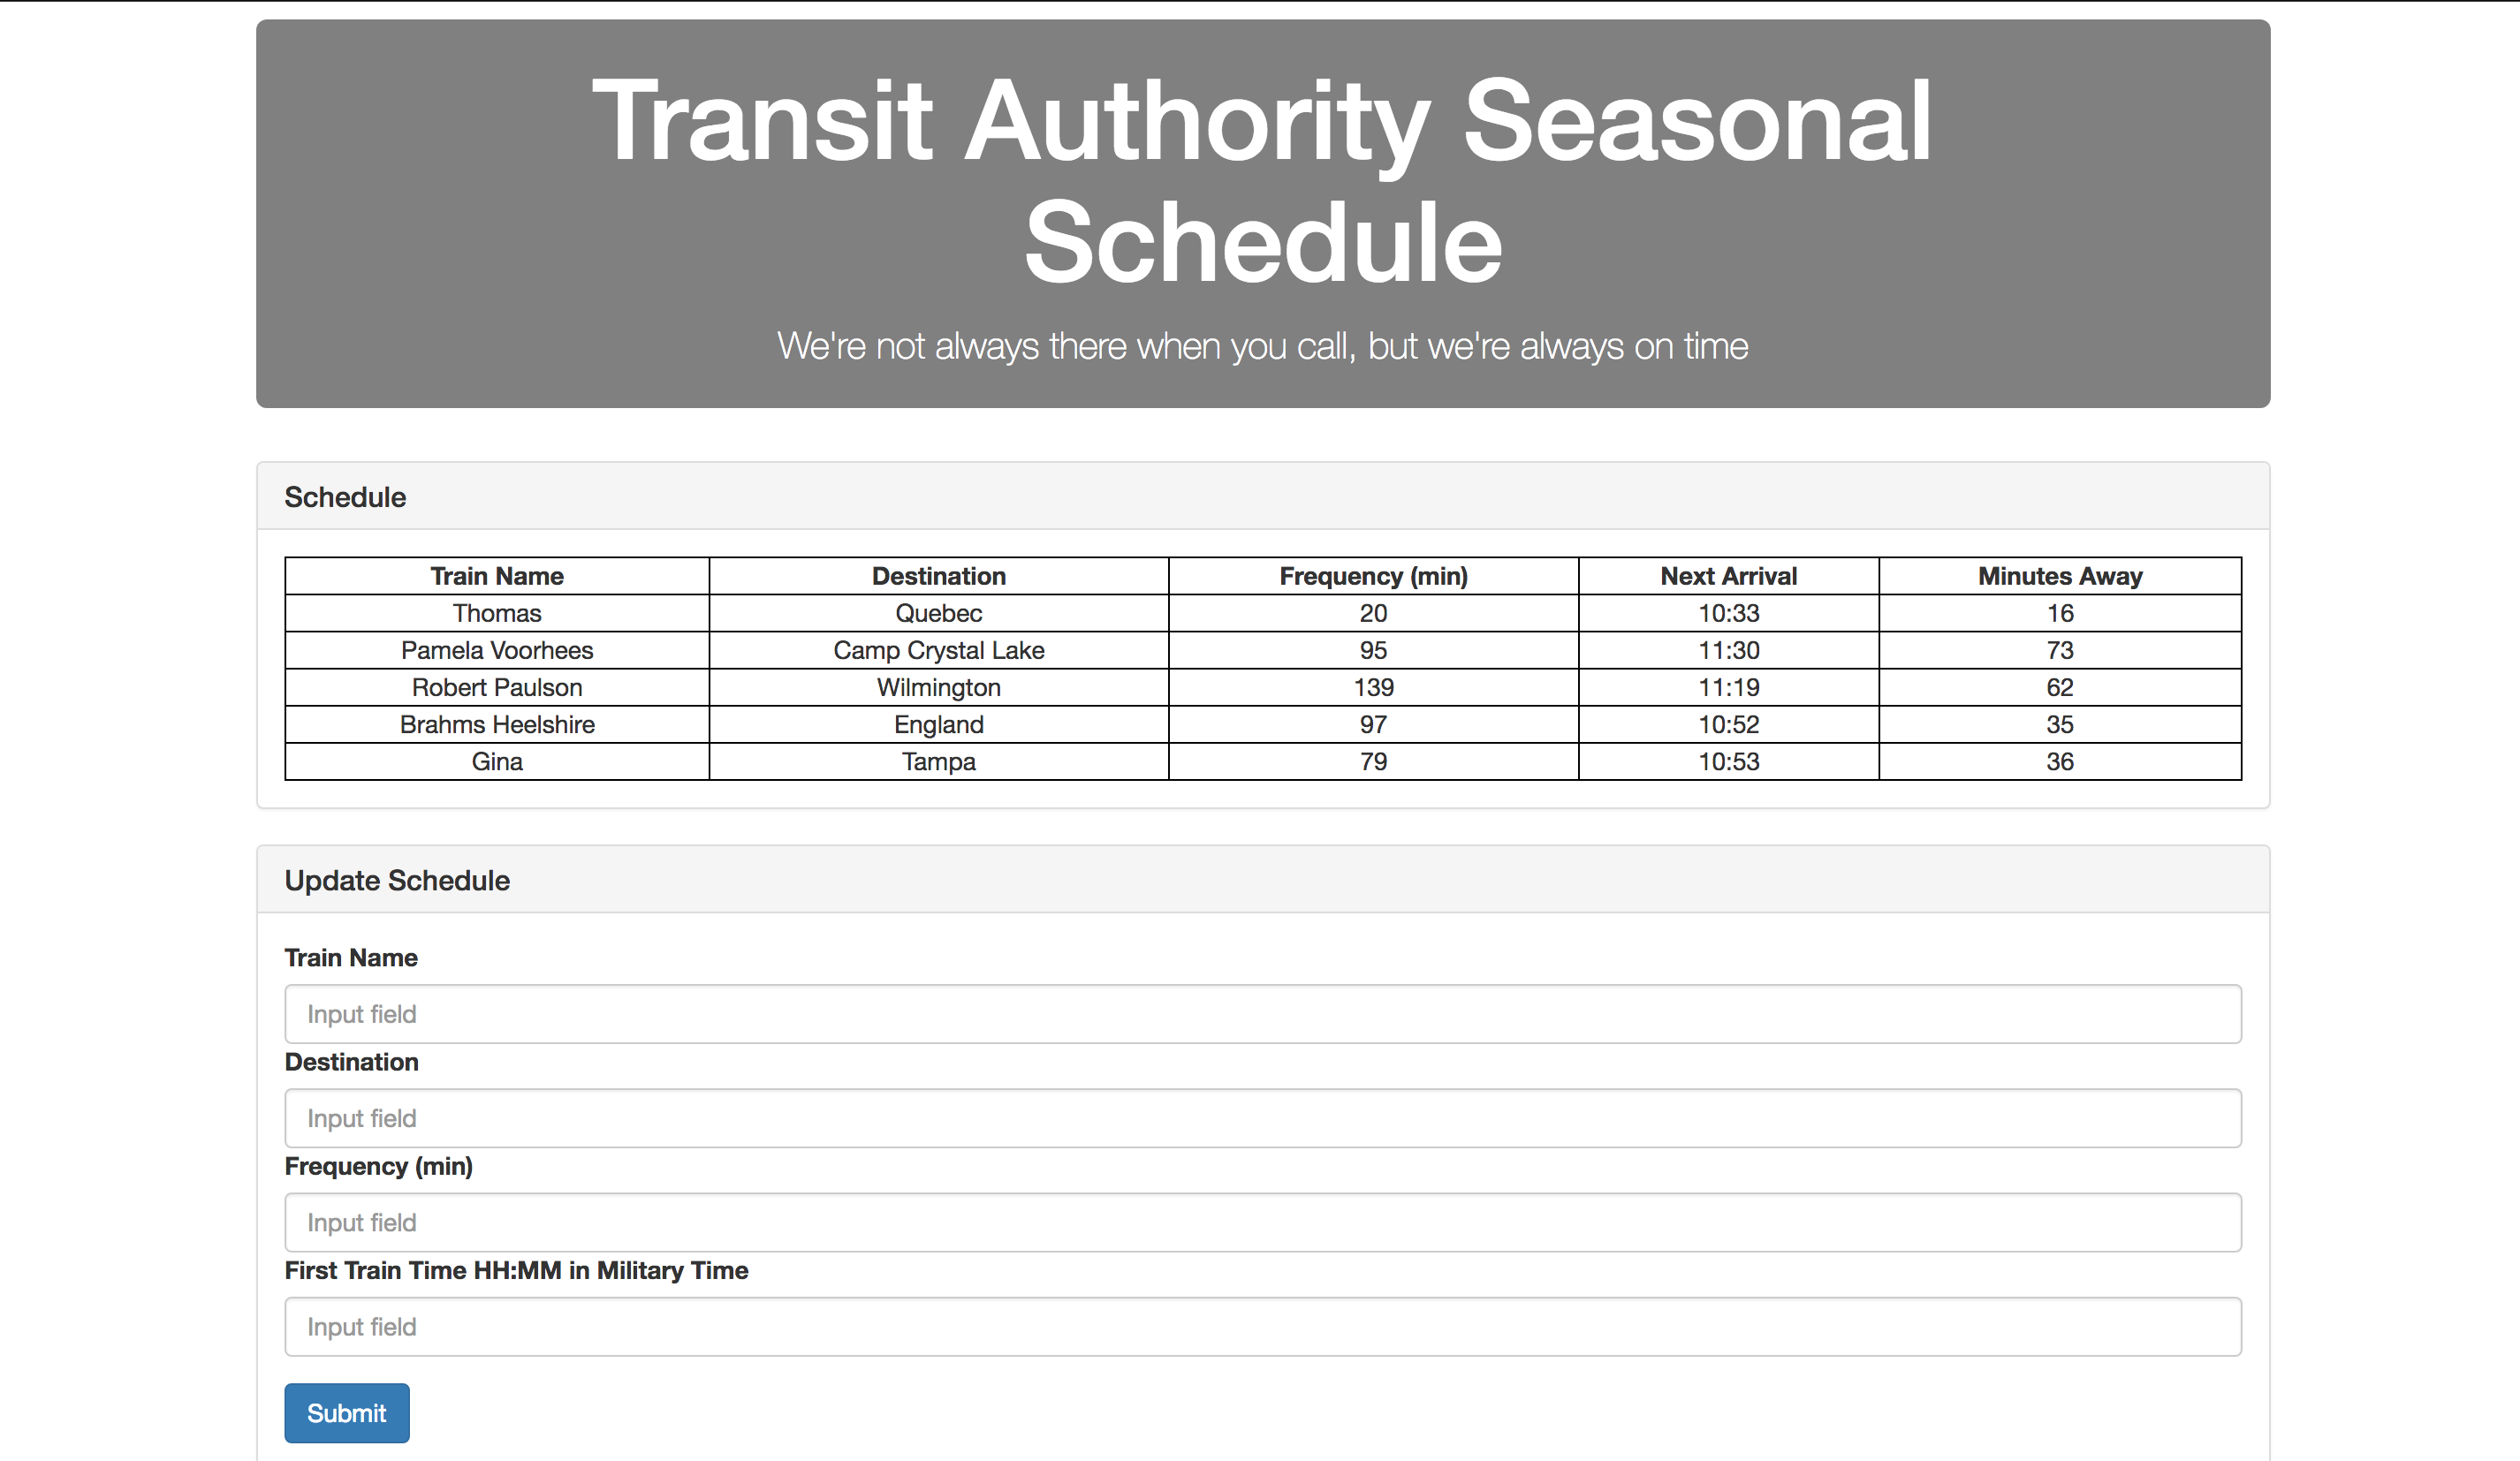 Transit Authority Seasonal
Schedule
We're not always there when you call, but we're always on time
Schedule
Train Name Destination Frequency (min) Next Arrival Minutes Away
Thomas Quebec 20 10:33 16
Pamela Voorhees Camp Crystal Lake 95 11:30 73
Robert Paulson Wilmington 139 11:19 62
Brahms Heelshire England 97 10:52 35
Gina Tampa 79 10:53 36
Update Schedule
Train Name
Input field
Destination
Input field
Frequency (min)
Input field
First Train Time HH:MM in Military Time
Input field
Submit